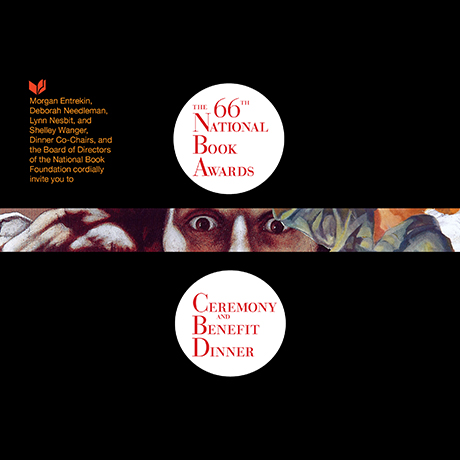 Morgan Entrekin,
Deborah Needleman,
Lynn Nesbit, and
Shelley Wanger,
Dinner Co-Chairs, and
the Board of Directors
of the National Book
Foundation cordially
invite you to
THE 66TH
NATIONAL
BOOK
AWARDS
CEREMONY
AND
BENEFIT
DINNER